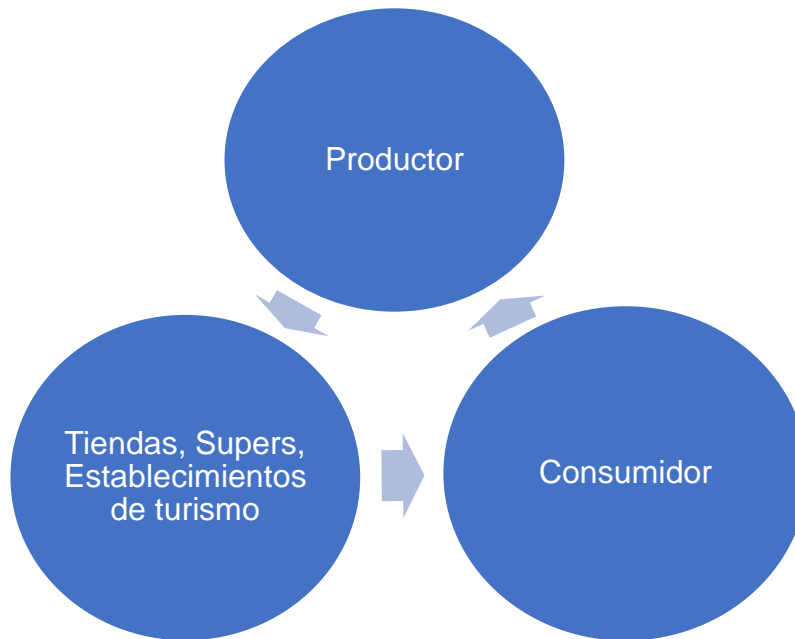 Productor
Tiendas, Supers,
Establecimientos
de turismo
Consumidor